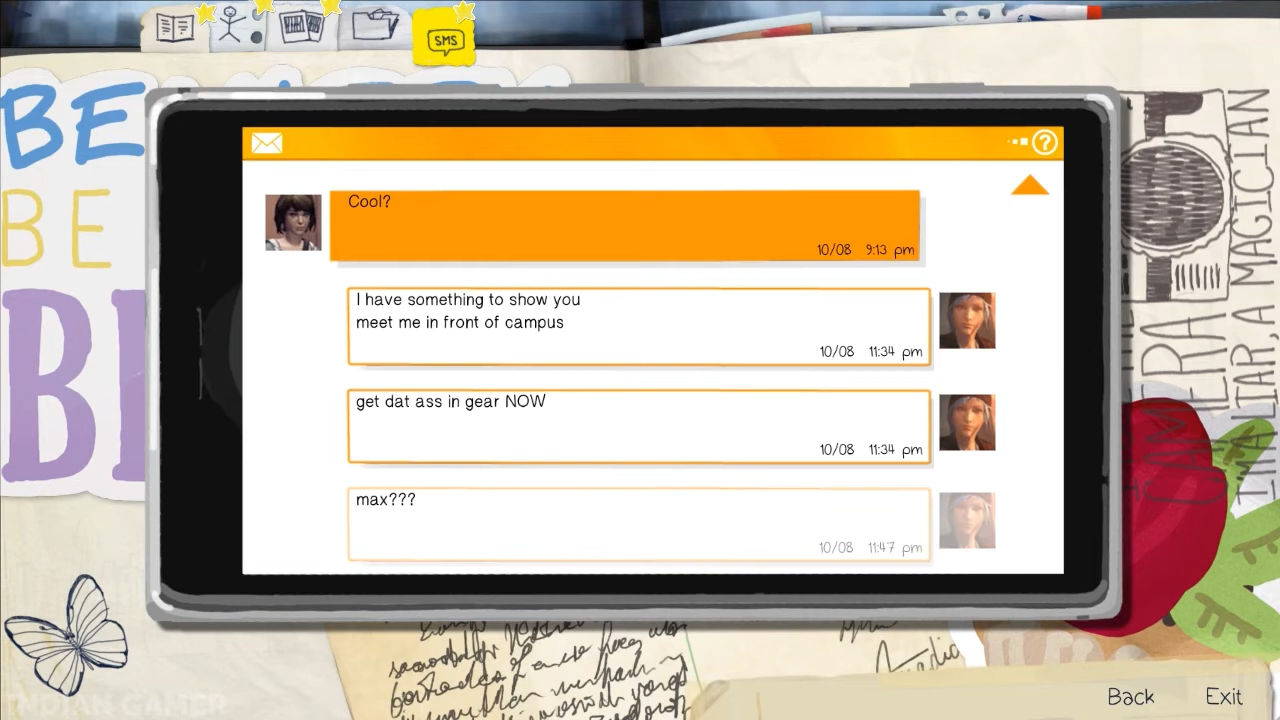 SMS
BE
BE
?
Cool?
10/08 9:13 pm
I have something to show you
meet me in front of campus
10/08 11:34 pm
get dat ass in gear NOW
10/08 11:34 pm
max???
10/08 11:47 pm
CAMERA
A MAGICIAN
INDIAN GAMER
Back Exit